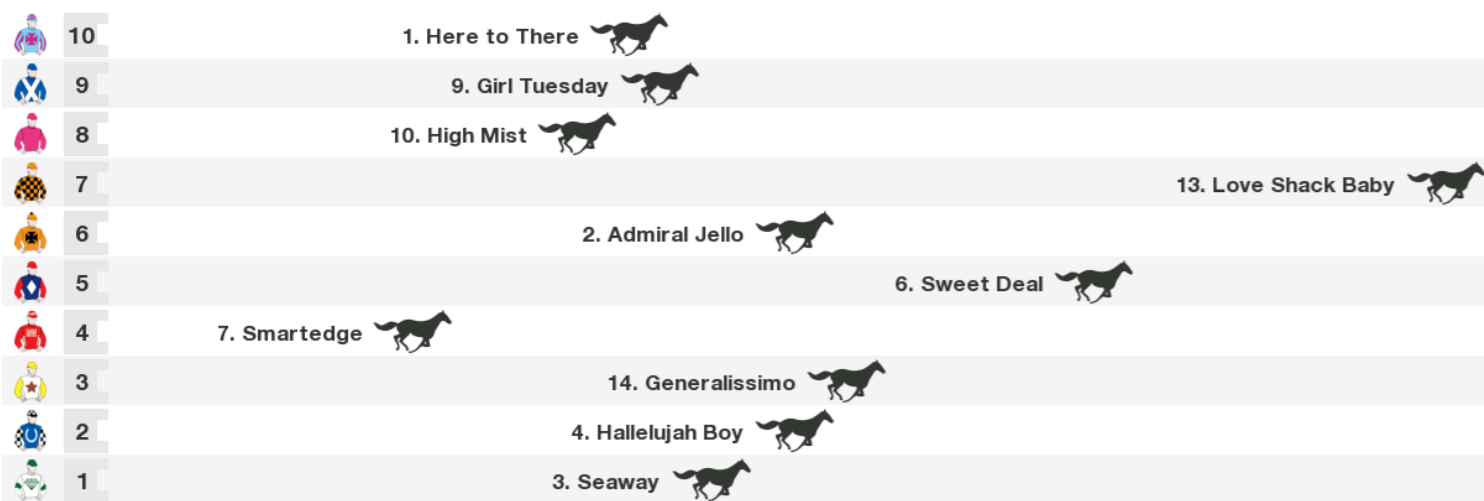 10 1. Here to There
9 9. Girl Tuesday
8 10. High Mist
7 13. Love Shack Baby
6 2. Admiral Jello
5 6. Sweet Deal
4 7. Smartedge
3 14. Generalissimo
2 4. Hallelujah Boy
1 3. Seaway